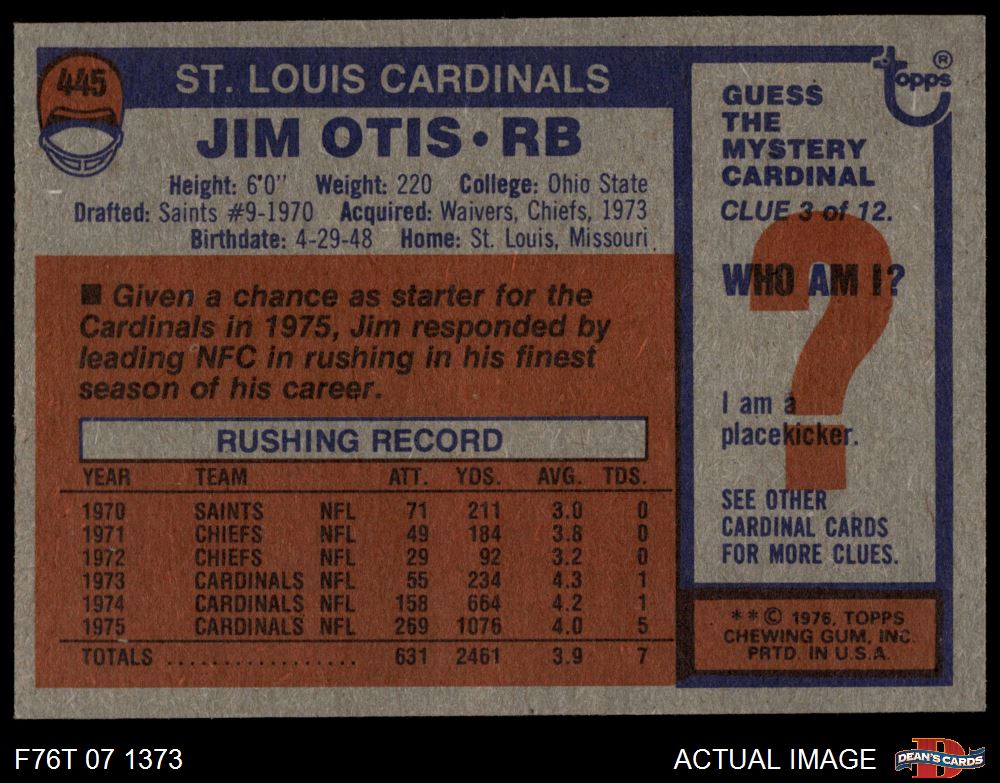 445
ST. LOUIS CARDINALS
JIM OTIS • RB
Height: 6'0" Weight: 220 College: Ohio State
Drafted: Saints #9-1970 Acquired: Waivers, Chiefs, 1973
Birthdate: 4-29-48 Home: St. Louis, Missouri
■ Given a chance as starter for the
Cardinals in 1975, Jim responded by
leading NFC in rushing in his finest
season of his career.
RUSHING RECORD
YEAR TEAM ATT. YDS. AVG. TDS.
1970 SAINTS NFL 71 211 3.0 0
1971 CHIEFS NFL 49 184 3.8 0
1972 CHIEFS NFL 29 92 3.2 0
1973 CARDINALS NFL 55 234 4.3 1
1974 CARDINALS NFL 158 664 4.2 1
1975 CARDINALS NFL 269 1076 4.0 5
TOTALS .................. 631 2461 3.9 7
topps ®
GUESS
THE
MYSTERY
CARDINAL
CLUE 3 of 12.
?
WHO AM I?
I am a
placekicker.
SEE OTHER
CARDINAL CARDS
FOR MORE CLUES.
**© 1976, TOPPS
CHEWING GUM, INC.
PRTD. IN U.S.A.
F76T 07 1373
ACTUAL IMAGE
D
DEAN'S CARDS